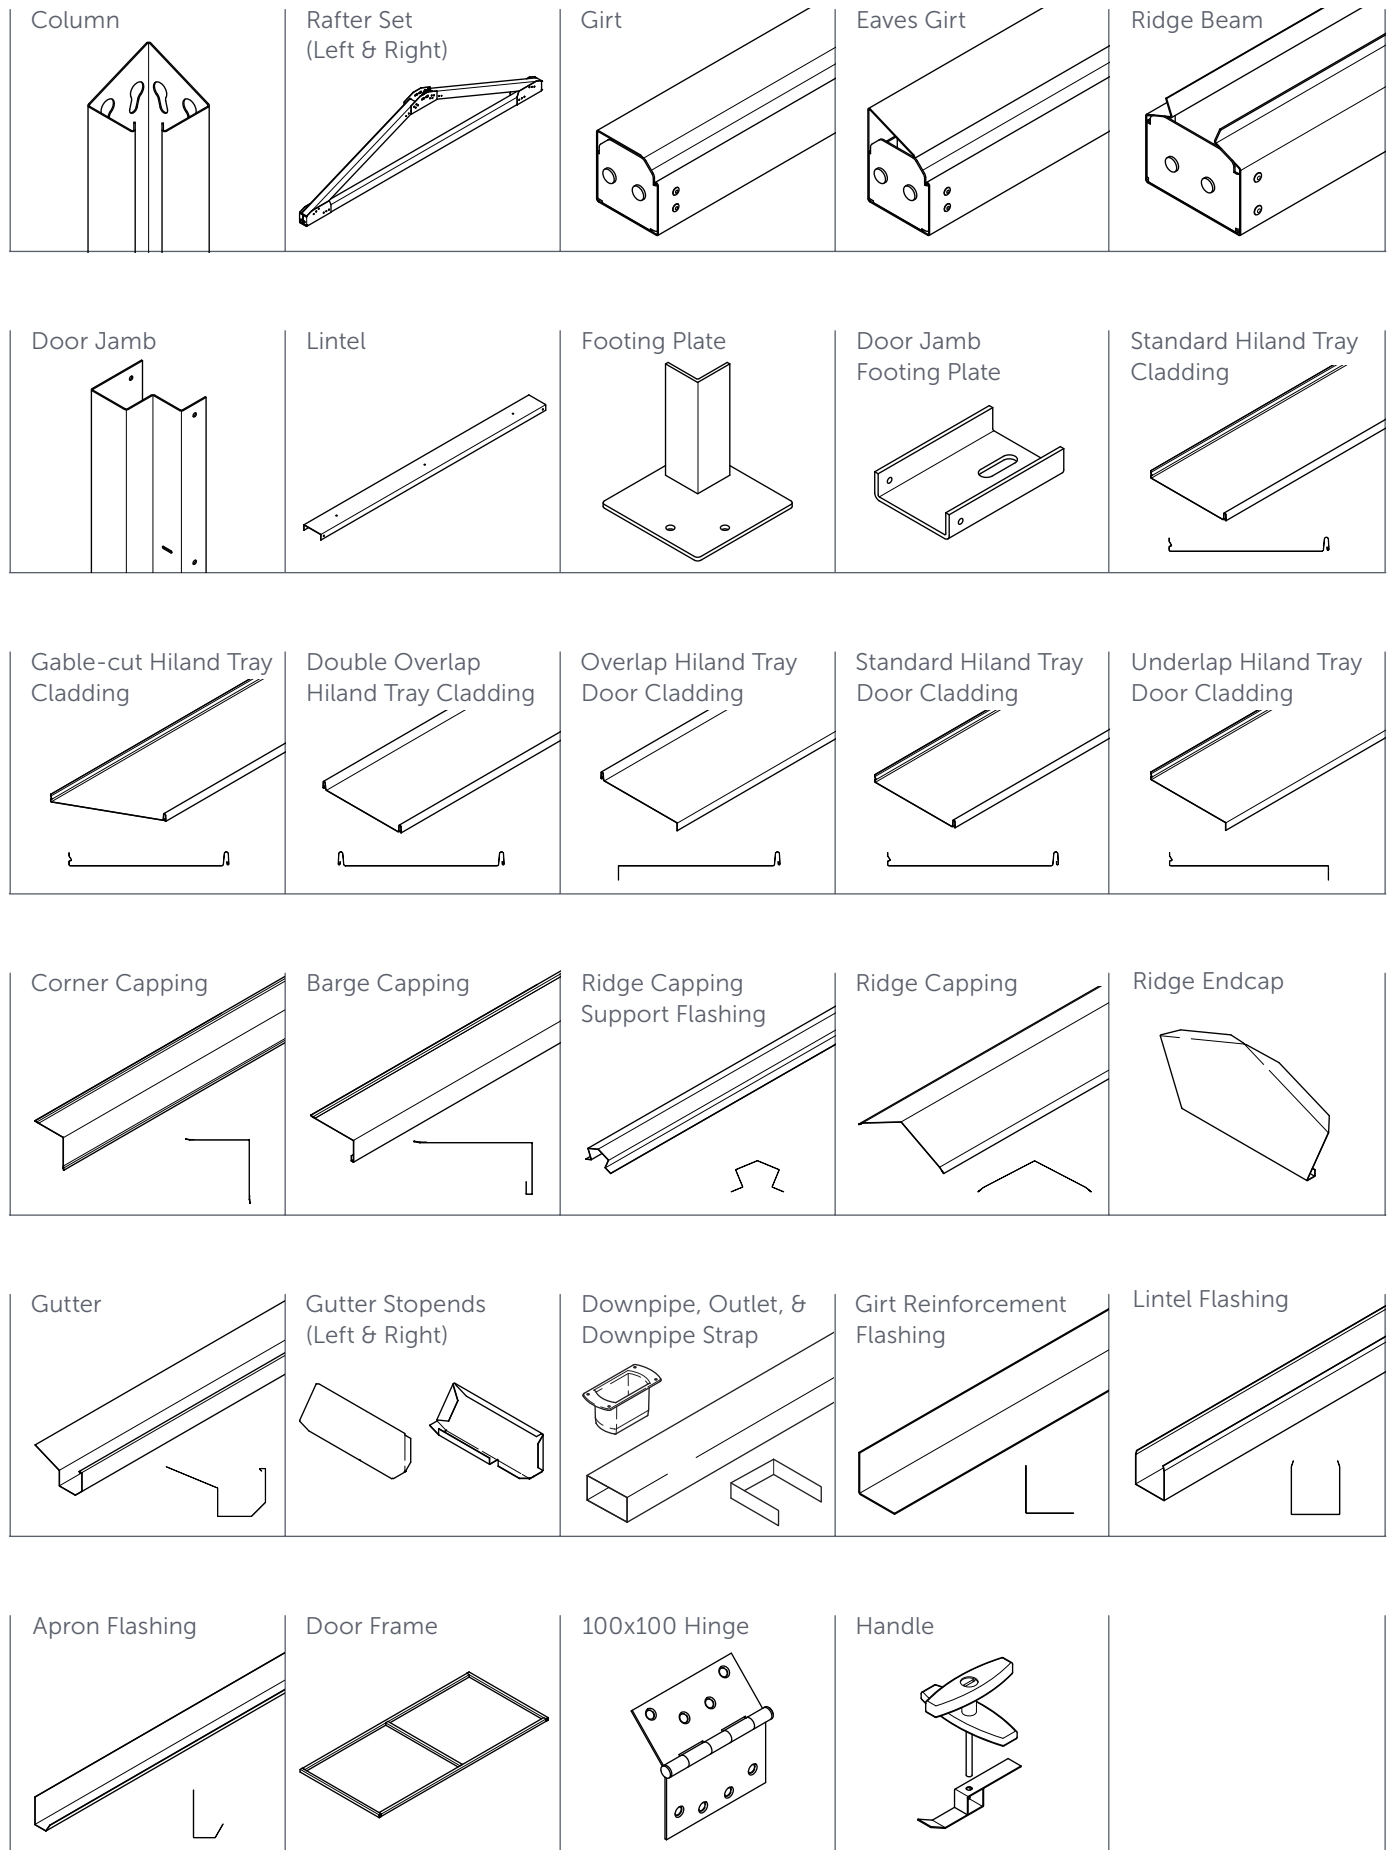 Column
Rafter Set
(Left & Right)
Girt
Eaves Girt
Ridge Beam
Door Jamb
Lintel
Footing Plate
Door Jamb
Footing Plate
Standard Hiland Tray
Cladding
Gable-cut Hiland Tray
Cladding
Double Overlap
Hiland Tray Cladding
Overlap Hiland Tray
Door Cladding
Standard Hiland Tray
Door Cladding
Underlap Hiland Tray
Door Cladding
Corner Capping
Barge Capping
Ridge Capping
Support Flashing
Ridge Capping
Ridge Endcap
Gutter
Gutter Stopends
(Left & Right)
Downpipe, Outlet, &
Downpipe Strap
Girt Reinforcement
Flashing
Lintel Flashing
Apron Flashing
Door Frame
100x100 Hinge
Handle